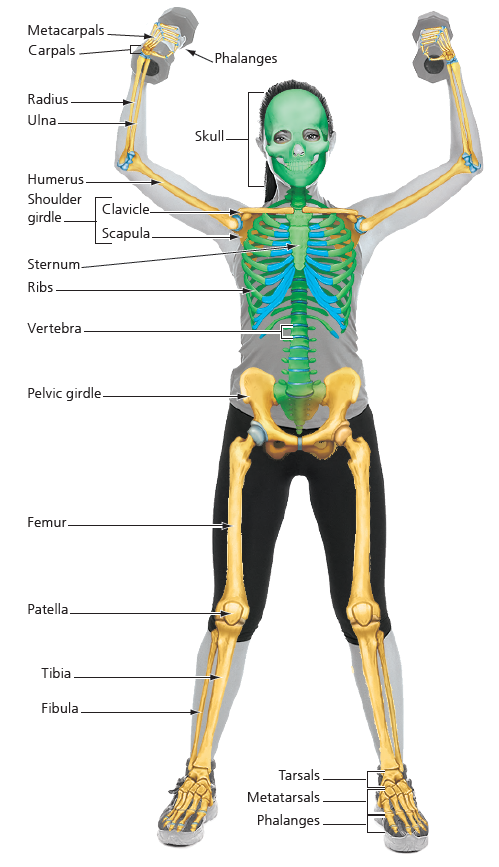 Metacarpals
Carpals
Phalanges
Radius
Ulna
Skull
Humerus
Shoulder
girdle
Clavicle
Scapula
Sternum
Ribs
Vertebra
Pelvic girdle
Femur
Patella
Tibia
Fibula
Tarsals
Metatarsals
Phalanges